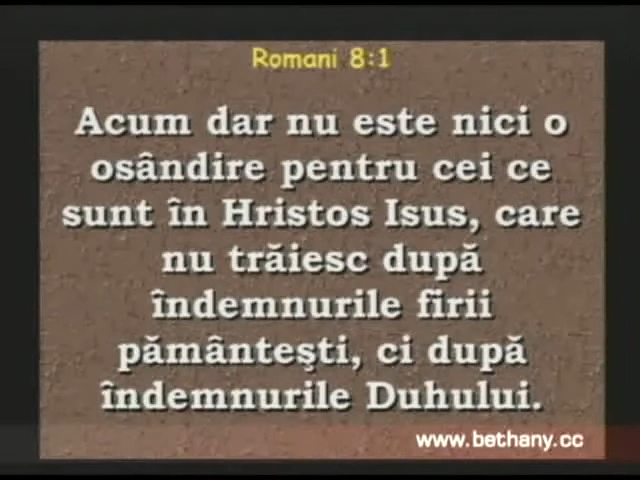 Romani 8:1
Acum dar nu este nici o
osândire pentru cei ce
sunt în Hristos Isus, care
nu trăiesc după
îndemnurile firii
pământeşti, ci după
îndemnurile Duhului.
www.bethany.cc